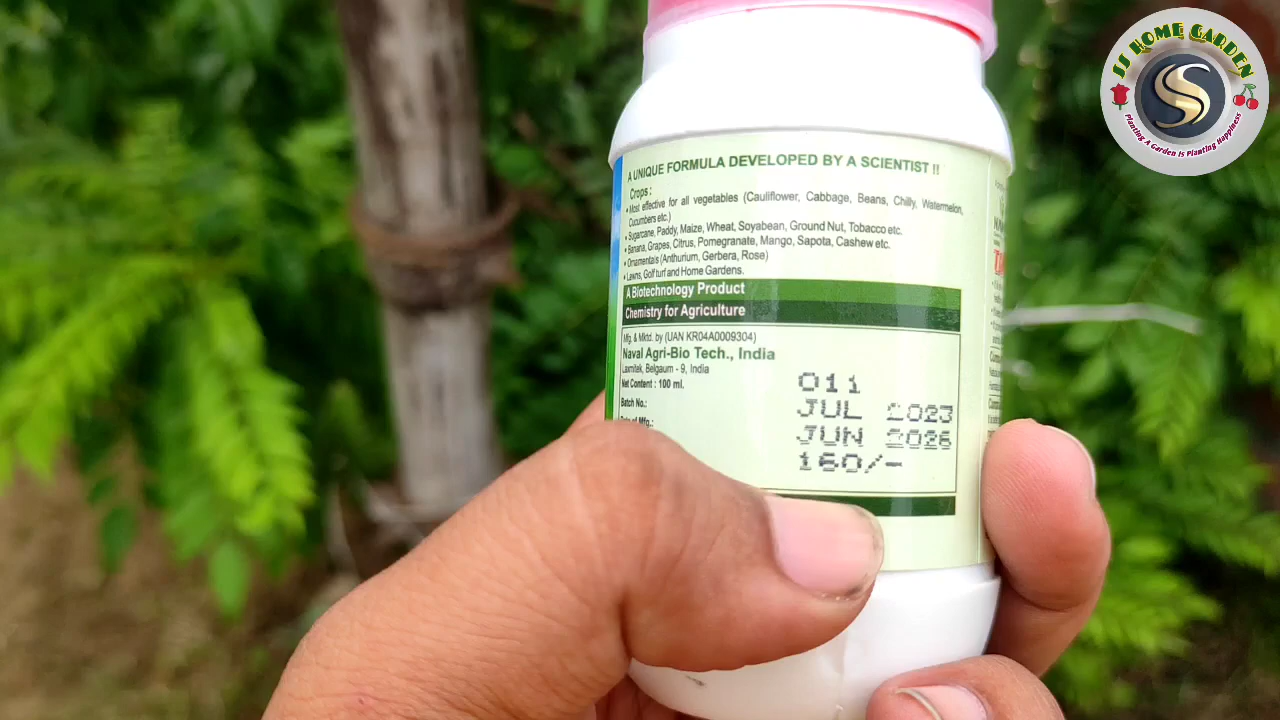 SJ HOME GARDEN
S
Planting A Garden Is Planting Happiness
A UNIQUE FORMULA DEVELOPED BY A SCIENTIST !!
Crops :
• Most effective for all vegetables (Cauliflower, Cabbage, Beans, Chilly, Watermelon,
Cucumbers etc.)
• Sugarcane, Paddy, Maize, Wheat, Soyabean, Ground Nut, Tobacco etc.
• Banana, Grapes, Citrus, Pomegranate, Mango, Sapota, Cashew etc.
• Ornamentals (Anthurium, Gerbera, Rose)
• Lawns, Golf turf and Home Gardens.
A Biotechnology Product
Chemistry for Agriculture
Mfg. & Mktd. by (UAN KR04A0009304)
Naval Agri-Bio Tech., India
Laxmitek, Belgaum - 9, India
Net Content : 100 ml.
Batch No.:
011
JUL 2023
JUN 2026
160/-